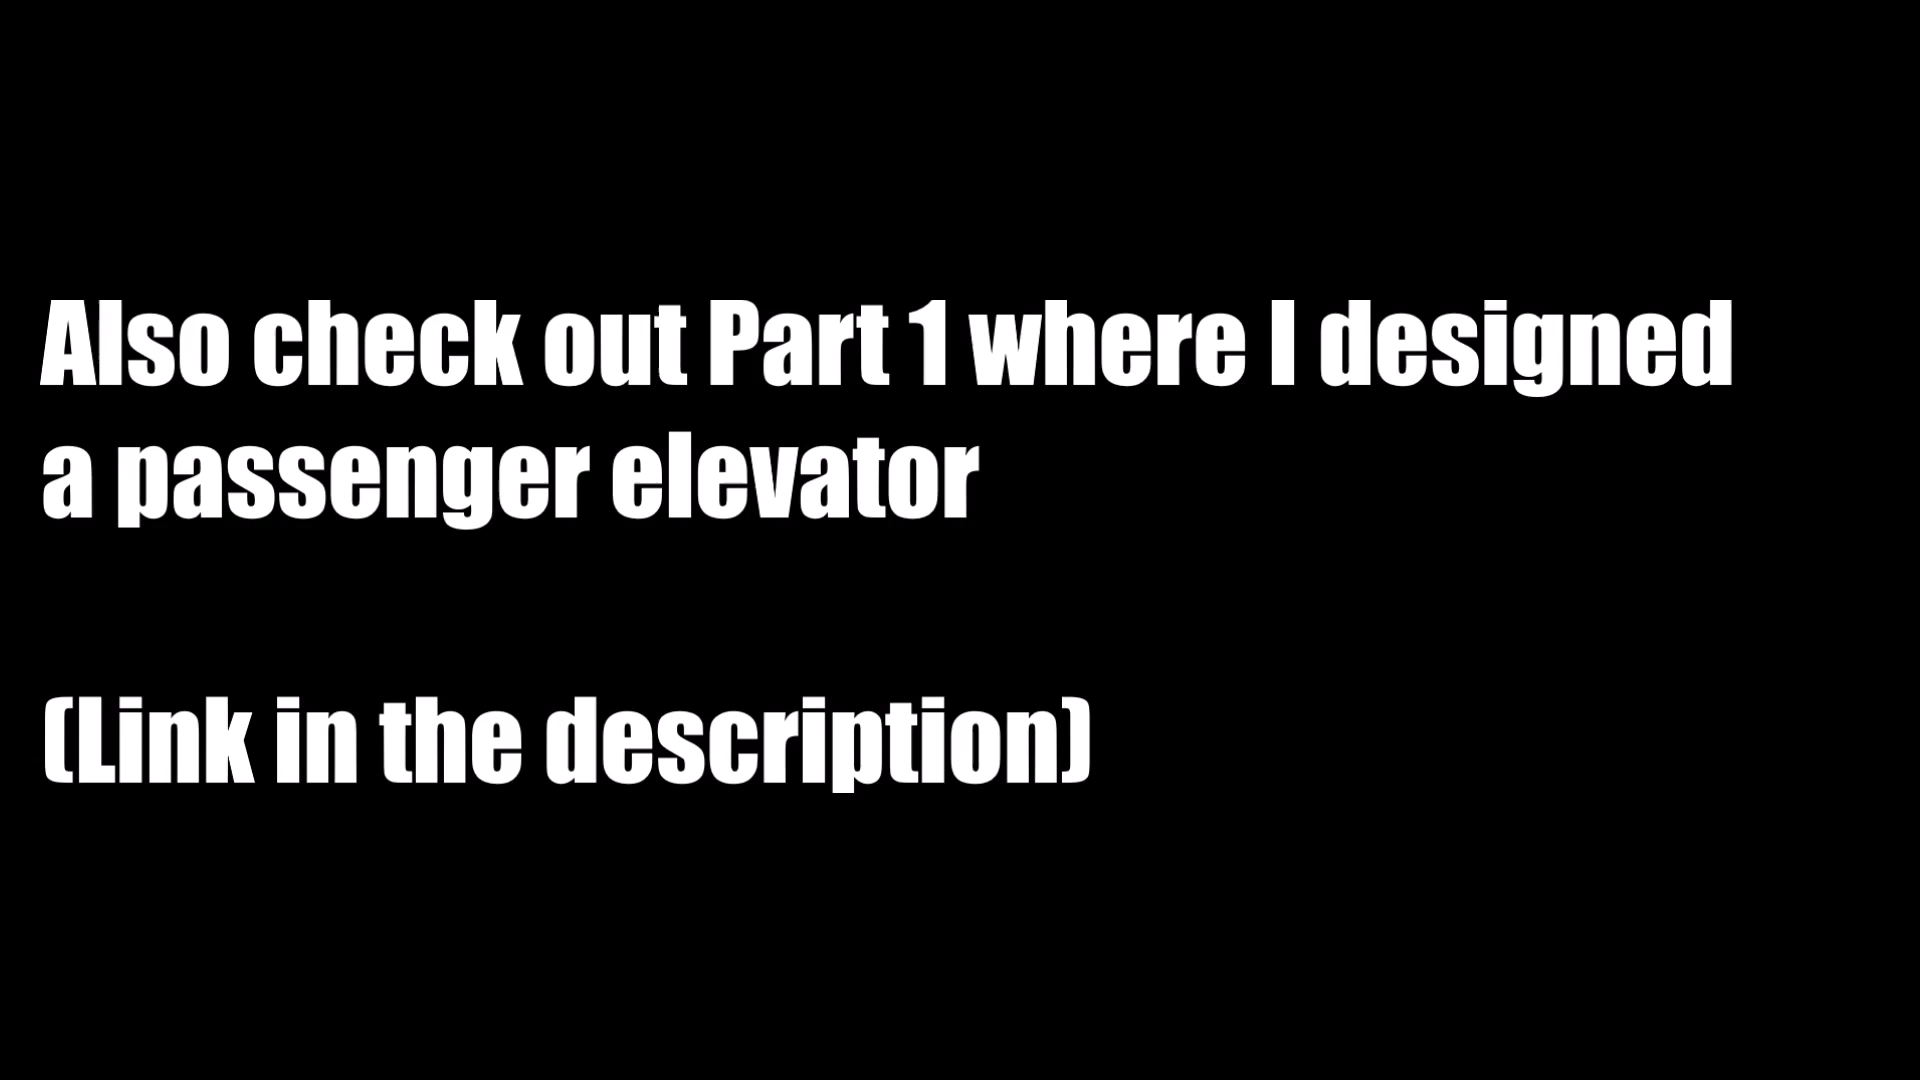 Also check out Part 1 where I designed
a passenger elevator
(Link in the description)